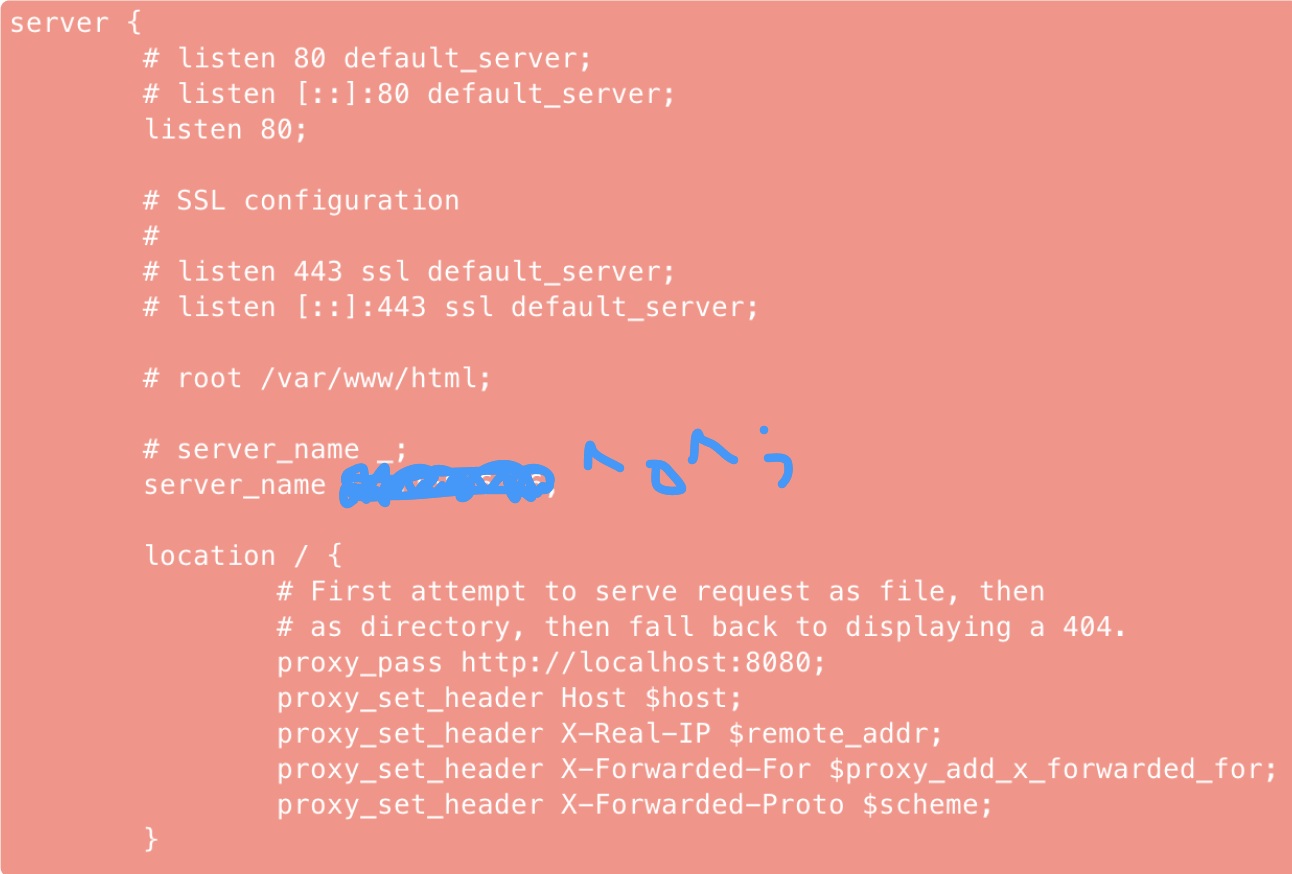 server {
# listen 80 default_server;
# listen [::]:80 default_server;
listen 80;
# SSL configuration
#
# listen 443 ssl default_server;
# listen [::]:443 ssl default_server;
# root /var/www/html;
# server_name _;
server_name
location / {
# First attempt to serve request as file, then
# as directory, then fall back to displaying a 404.
proxy_pass http://localhost:8080;
proxy_set_header Host $host;
proxy_set_header X-Real-IP $remote_addr;
proxy_set_header X-Forwarded-For $proxy_add_x_forwarded_for;
proxy_set_header X-Forwarded-Proto $scheme;
}